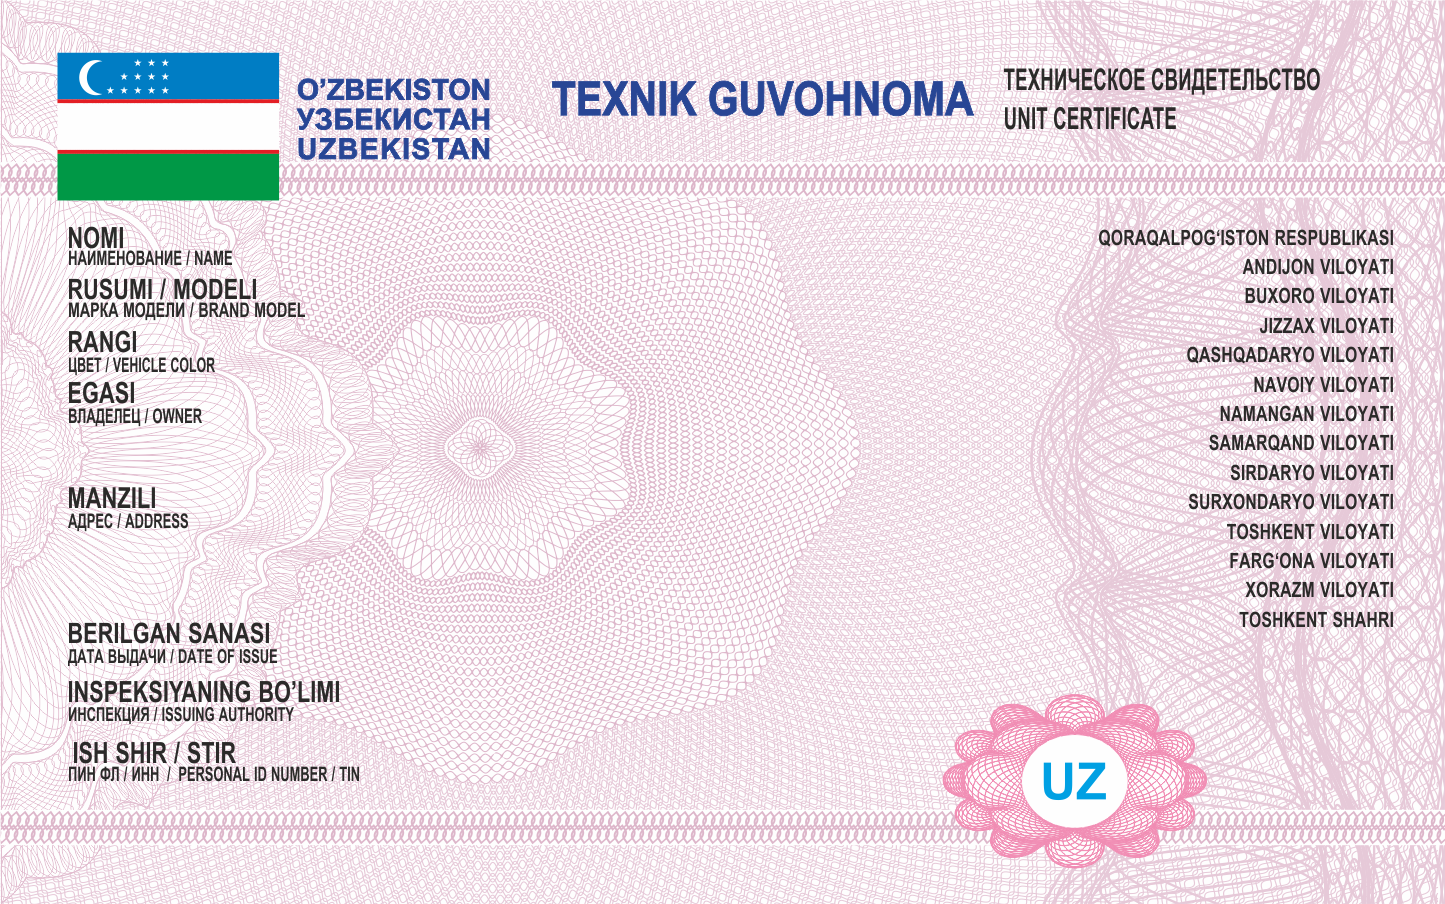 O’ZBEKISTON
УЗБЕКИСТАН
UZBEKISTAN
TEXNIK GUVOHNOMA
ТЕХНИЧЕСКОЕ СВИДЕТЕЛЬСТВО
UNIT CERTIFICATE
NOMI
НАИМЕНОВАНИЕ / NAME
RUSUMI / MODELI
МАРКА МОДЕЛИ / BRAND MODEL
RANGI
ЦВЕТ / VEHICLE COLOR
EGASI
ВЛАДЕЛЕЦ / OWNER
MANZILI
АДРЕС / ADDRESS
BERILGAN SANASI
ДАТА ВЫДАЧИ / DATE OF ISSUE
INSPEKSIYANING BO’LIMI
ИНСПЕКЦИЯ / ISSUING AUTHORITY
ISH SHIR / STIR
ПИН ФЛ / ИНН / PERSONAL ID NUMBER / TIN
QORAQALPOG‘ISTON RESPUBLIKASI
ANDIJON VILOYATI
BUXORO VILOYATI
JIZZAX VILOYATI
QASHQADARYO VILOYATI
NAVOIY VILOYATI
NAMANGAN VILOYATI
SAMARQAND VILOYATI
SIRDARYO VILOYATI
SURXONDARYO VILOYATI
TOSHKENT VILOYATI
FARG‘ONA VILOYATI
XORAZM VILOYATI
TOSHKENT SHAHRI
UZ